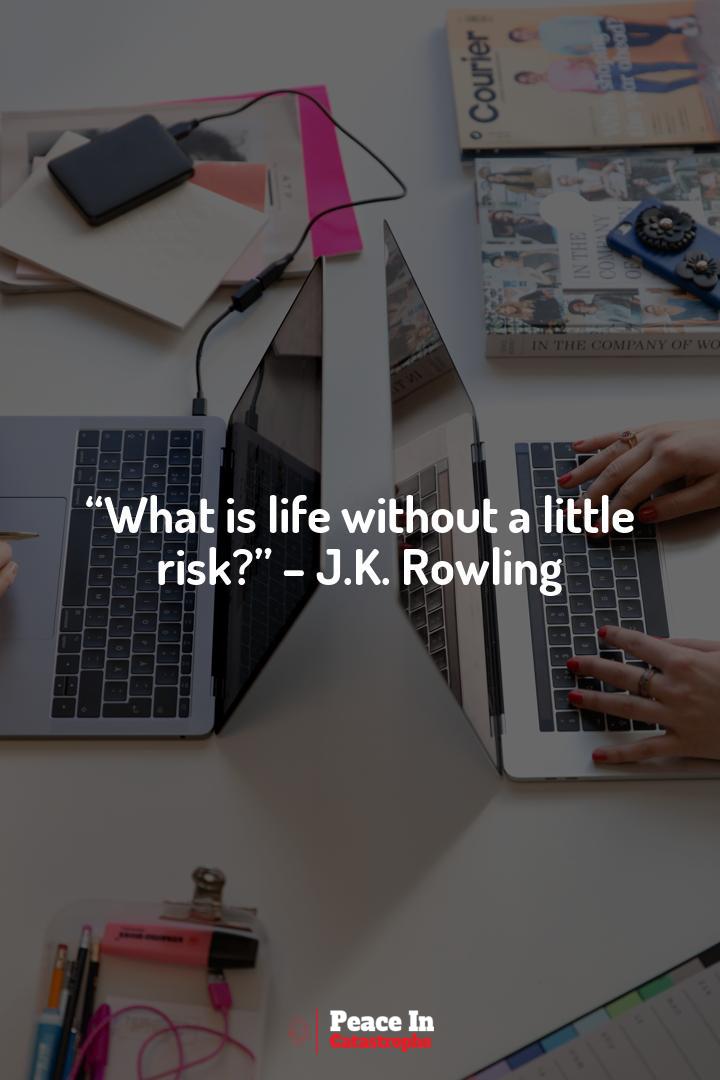 Courier
IN THE
COMPANY
OF
IN THE COMPANY OF WO
“What is life without a little
risk?” – J.K. Rowling
Peace In
Catastrophe